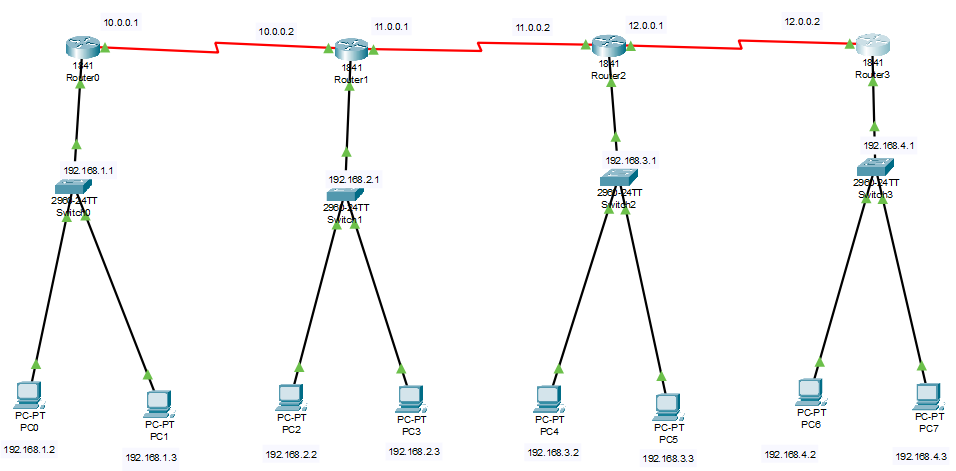 10.0.0.1
10.0.0.2
11.0.0.1
11.0.0.2
12.0.0.1
12.0.0.2
1841
Router0
1841
Router1
1841
Router2
1841
Router3
192.168.1.1
2960-24TT
Switch0
192.168.2.1
2960-24TT
Switch1
192.168.3.1
2960-24TT
Switch2
192.168.4.1
2960-24TT
Switch3
PC-PT
PC0
192.168.1.2
PC-PT
PC1
192.168.1.3
PC-PT
PC2
192.168.2.2
PC-PT
PC3
192.168.2.3
PC-PT
PC4
192.168.3.2
PC-PT
PC5
192.168.3.3
PC-PT
PC6
192.168.4.2
PC-PT
PC7
192.168.4.3